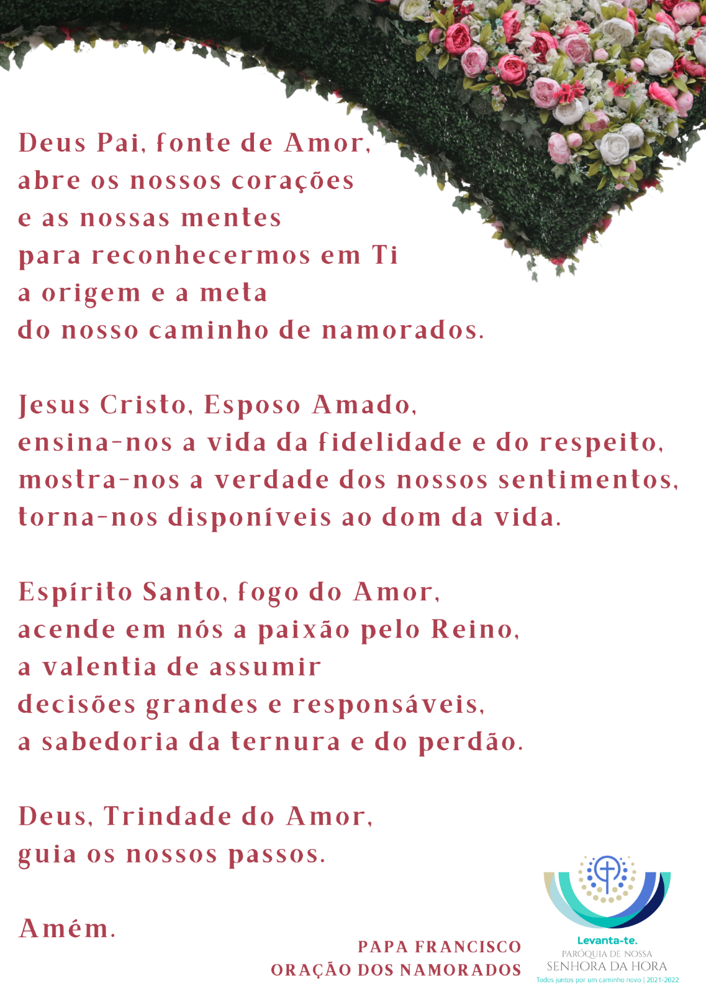 Deus Pai, fonte de Amor,
abre os nossos corações
e as nossas mentes
para reconhecermos em Ti
a origem e a meta
do nosso caminho de namorados.
Jesus Cristo, Esposo Amado,
ensina-nos a vida da fidelidade e do respeito,
mostra-nos a verdade dos nossos sentimentos,
torna-nos disponíveis ao dom da vida.
Espírito Santo, fogo do Amor,
acende em nós a paixão pelo Reino,
a valentia de assumir
decisões grandes e responsáveis,
a sabedoria da ternura e do perdão.
Deus, Trindade do Amor,
guia os nossos passos.
Amém.
PAPA FRANCISCO
ORAÇÃO DOS NAMORADOS
Levanta-te.
PARÓQUIA DE NOSSA
SENHORA DA HORA
Todos juntos por um caminho novo | 2021-2022